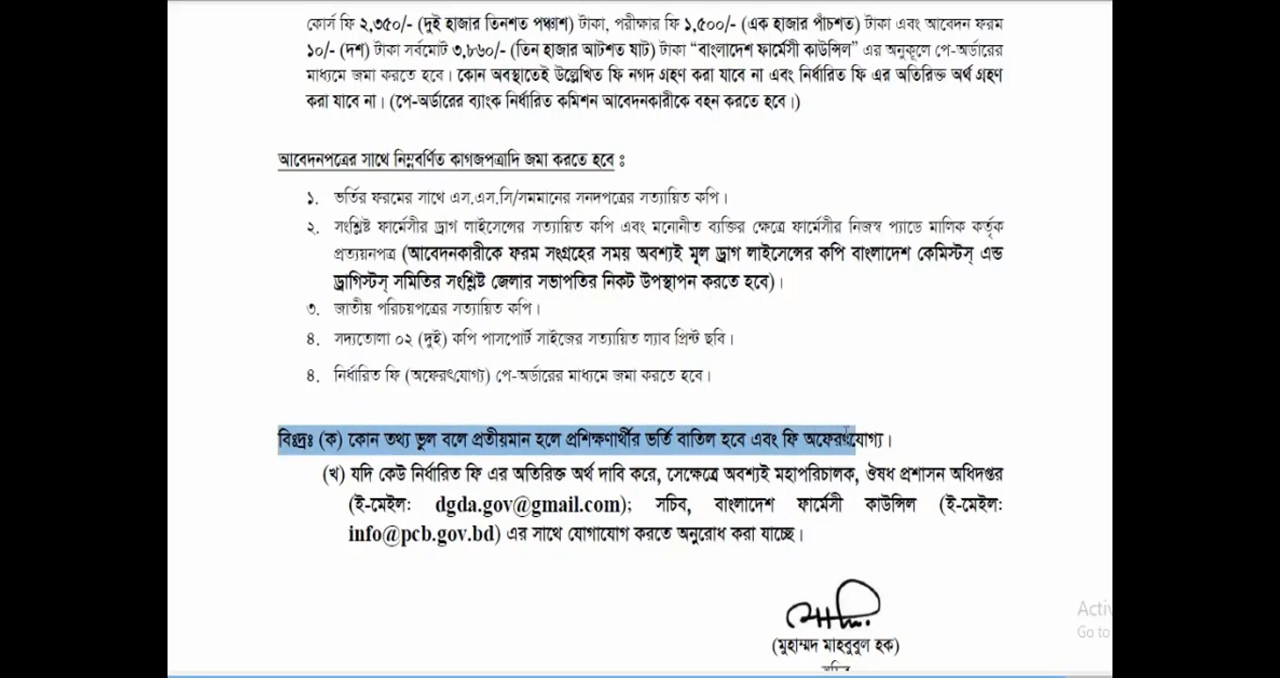 কোর্স ফি ২,৩৫০/- (দুই হাজার তিনশত পঞ্চাশ) টাকা, পরীক্ষার ফি ১,৫০০/- (এক হাজার পাঁচশত) টাকা এবং আবেদন ফরম
১০/- (দশ) টাকা সর্বমোট ৩,৮৬০/- (তিন হাজার আটশত ষাট) টাকা “বাংলাদেশ ফার্মেসী কাউন্সিল” এর অনুকূলে পে-অর্ডারের
মাধ্যমে জমা করতে হবে। কোন অবস্থাতেই উল্লেখিত ফি নগদ গ্রহণ করা যাবে না এবং নির্ধারিত ফি এর অতিরিক্ত অর্থ গ্রহণ
করা যাবে না। (পে-অর্ডারের ব্যাংক নির্ধারিত কমিশন আবেদনকারীকে বহন করতে হবে।)
আবেদনপত্রের সাথে নিম্নবর্ণিত কাগজপত্রাদি জমা করতে হবে :
১. ভর্তির ফরমের সাথে এস.এস.সি/সমমানের সনদপত্রের সত্যায়িত কপি।
২. সংশ্লিষ্ট ফার্মেসীর ড্রাগ লাইসেন্সের সত্যায়িত কপি এবং মনোনীত ব্যক্তির ক্ষেত্রে ফার্মেসীর নিজস্ব প্যাডে মালিক কর্তৃক
প্রত্যয়নপত্র (আবেদনকারীকে ফরম সংগ্রহের সময় অবশ্যই মূল ড্রাগ লাইসেন্সের কপি বাংলাদেশ কেমিস্টস্ এন্ড
ড্রাগিস্টস্ সমিতির সংশ্লিষ্ট জেলার সভাপতির নিকট উপস্থাপন করতে হবে)।
৩. জাতীয় পরিচয়পত্রের সত্যায়িত কপি।
৪. সদ্যতোলা ০২ (দুই) কপি পাসপোর্ট সাইজের সত্যায়িত ল্যাব প্রিন্ট ছবি।
৪. নির্ধারিত ফি (অফেরৎযোগ্য) পে-অর্ডারের মাধ্যমে জমা করতে হবে।
বিঃদ্রঃ (ক) কোন তথ্য ভুল বলে প্রতীয়মান হলে প্রশিক্ষণার্থীর ভর্তি বাতিল হবে এবং ফি অফেরৎযোগ্য।
(খ) যদি কেউ নির্ধারিত ফি এর অতিরিক্ত অর্থ দাবি করে, সেক্ষেত্রে অবশ্যই মহাপরিচালক, ঔষধ প্রশাসন অধিদপ্তর
(ই-মেইলঃ dgda.gov@gmail.com); সচিব, বাংলাদেশ ফার্মেসী কাউন্সিল (ই-মেইলঃ
info@pcb.gov.bd) এর সাথে যোগাযোগ করতে অনুরোধ করা যাচ্ছে।
(মুহাম্মদ মাহবুবুল হক)
Go to